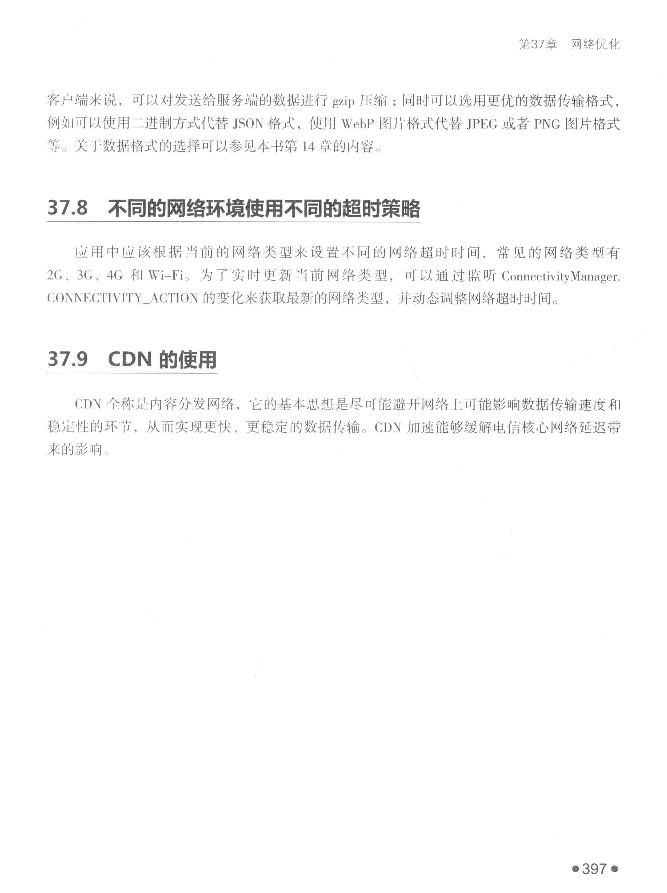 第37章 网络优化
客户端来说，可以对发送给服务端的数据进行 gzip 压缩；同时可以选用更优的数据传输格式，
例如可以使用二进制方式代替 JSON 格式，使用 WebP 图片格式代替 JPEG 或者 PNG 图片格式
等。关于数据格式的选择可以参见本书第 14 章的内容。
37.8 不同的网络环境使用不同的超时策略
应用中应该根据当前的网络类型来设置不同的网络超时时间，常见的网络类型有
2G、3G、4G 和 Wi-Fi。为了实时更新当前网络类型，可以通过监听 ConnectivityManager.
CONNECTIVITY_ACTION 的变化来获取最新的网络类型，并动态调整网络超时时间。
37.9 CDN 的使用
CDN 全称是内容分发网络，它的基本思想是尽可能避开网络上可能影响数据传输速度和
稳定性的环节，从而实现更快、更稳定的数据传输。CDN 加速能够缓解电信核心网络延迟带
来的影响。
●397●